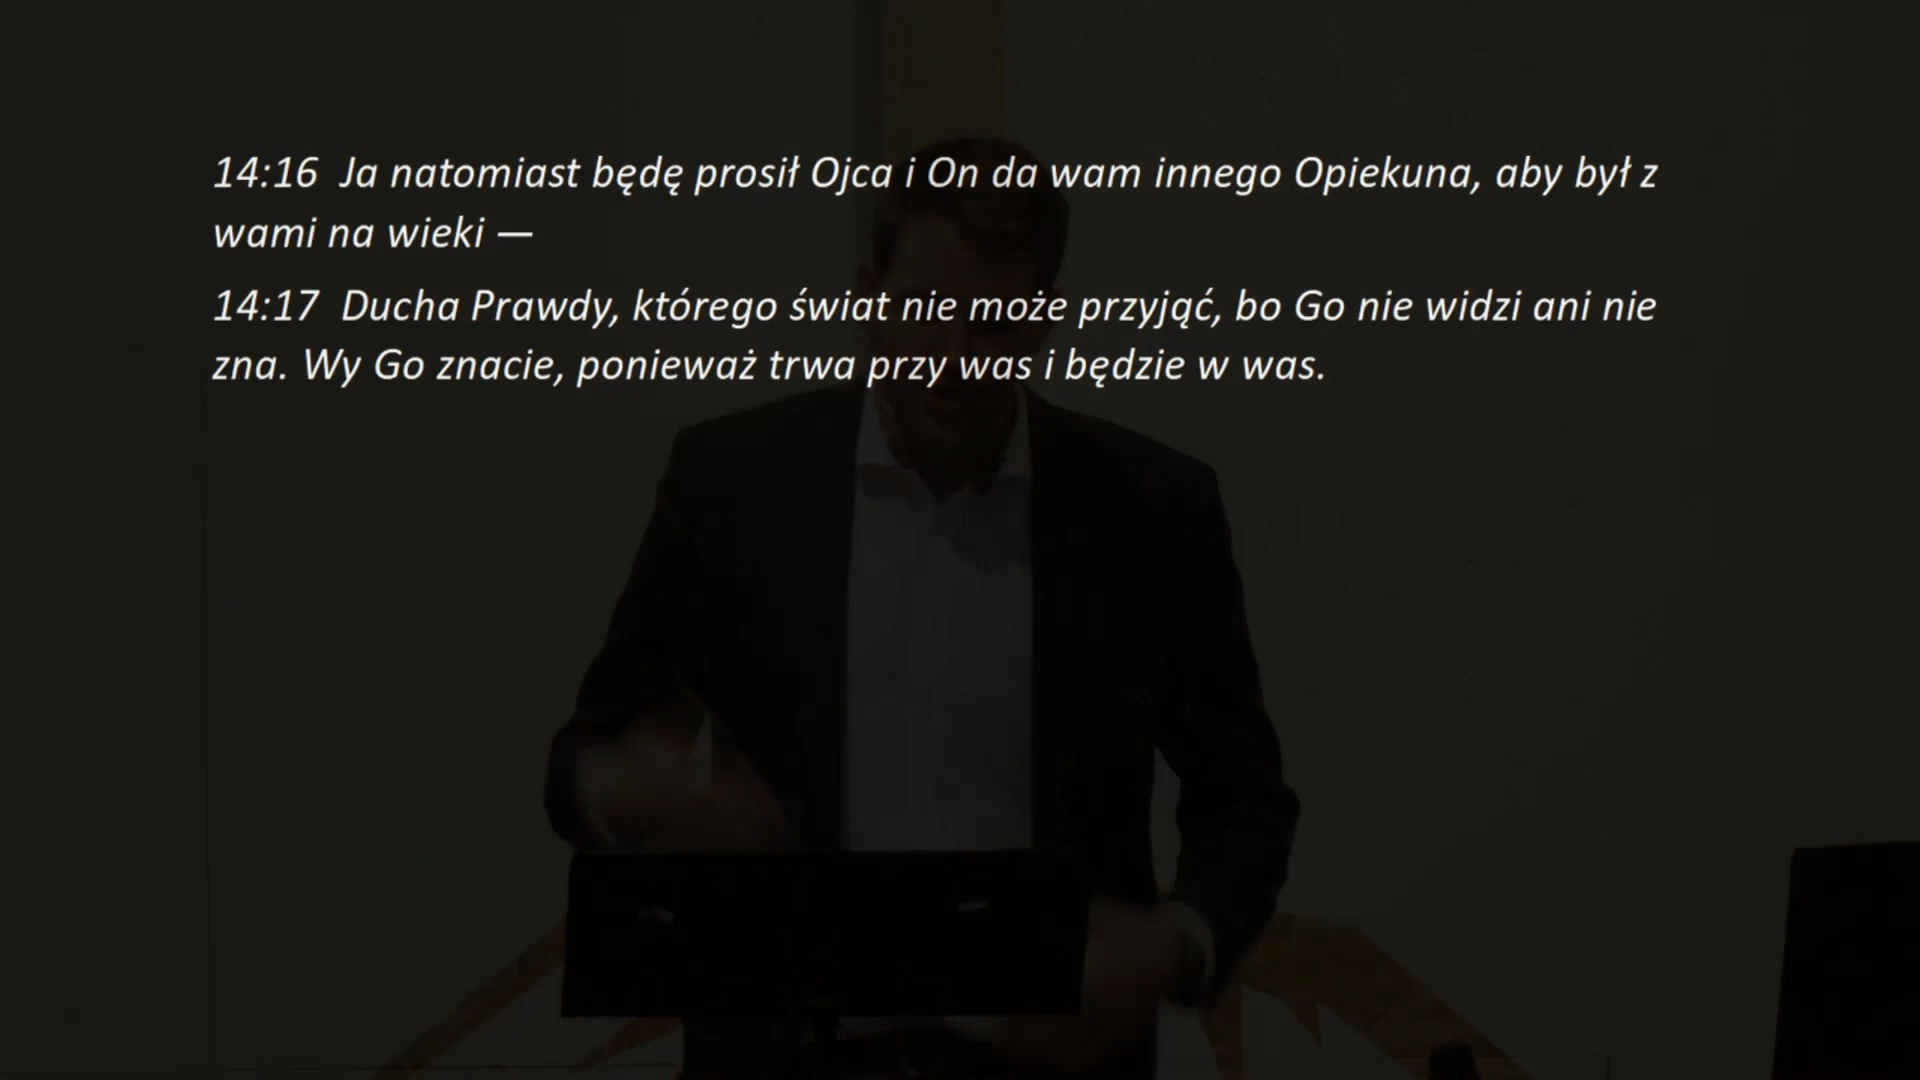 14:16 Ja natomiast będę prosił Ojca i On da wam innego Opiekuna, aby był z
wami na wieki —
14:17 Ducha Prawdy, którego świat nie może przyjąć, bo Go nie widzi ani nie
zna. Wy Go znacie, ponieważ trwa przy was i będzie w was.